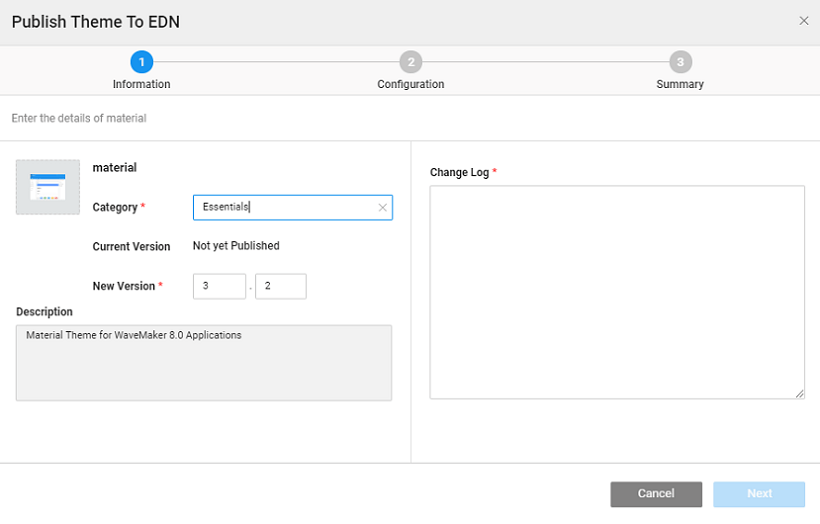 Publish Theme To EDN
1
2
3
Information
Configuration
Summary
Enter the details of material
material
Category *
Essentials
Current Version
Not yet Published
New Version *
3 . 2
Description
Material Theme for WaveMaker 8.0 Applications
Change Log *
Cancel
Next